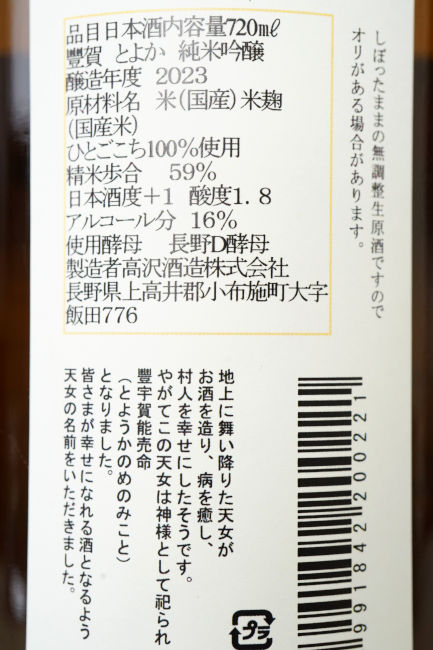 品目日本酒内容量720mℓ
豐賀 とよか 純米吟醸
醸造年度 2023
原材料名 米(国産)米麹
(国産米)
ひとごこち100%使用
精米歩合 59%
日本酒度+1 酸度1.8
アルコール分 16%
使用酵母 長野D酵母
製造者高沢酒造株式会社
長野県上高井郡小布施町大字
飯田776
しぼったままの無調整生原酒ですので
オリがある場合があります。
地上に舞い降りた天女が
お酒を造り、病を癒し、
村人を幸せにしたそうです。
やがてこの天女は神様として祀られ
豐宇賀能売命
(とようかのめのみこと)
となりました。
皆さまが幸せになれる酒となるよう
天女の名前をいただきました。
プラ
991842200221